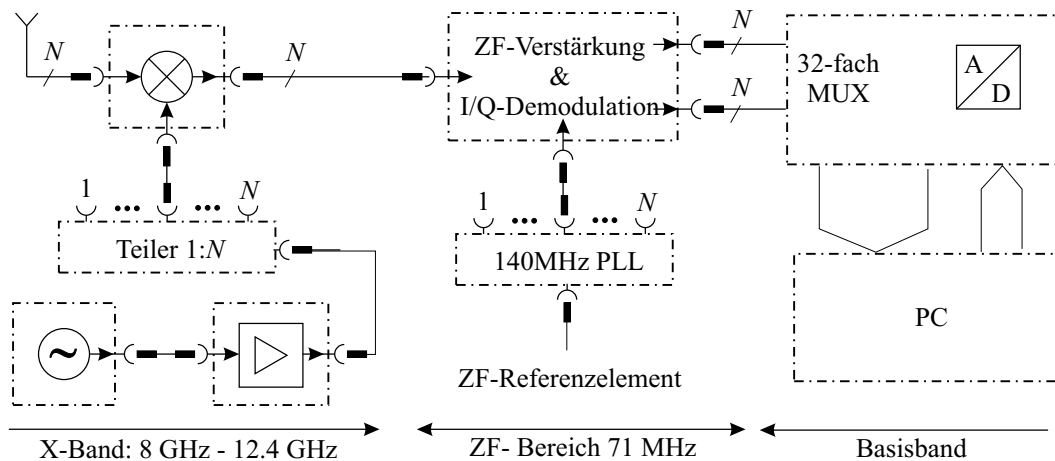 N
N
ZF-Verstärkung
&
I/Q-Demodulation
N
N
32-fach
MUX
A
D
1 ••• ••• N
Teiler 1:N
1 ••• ••• N
140MHz PLL
~
PC
ZF-Referenzelement
X-Band: 8 GHz - 12.4 GHz
ZF- Bereich 71 MHz
Basisband